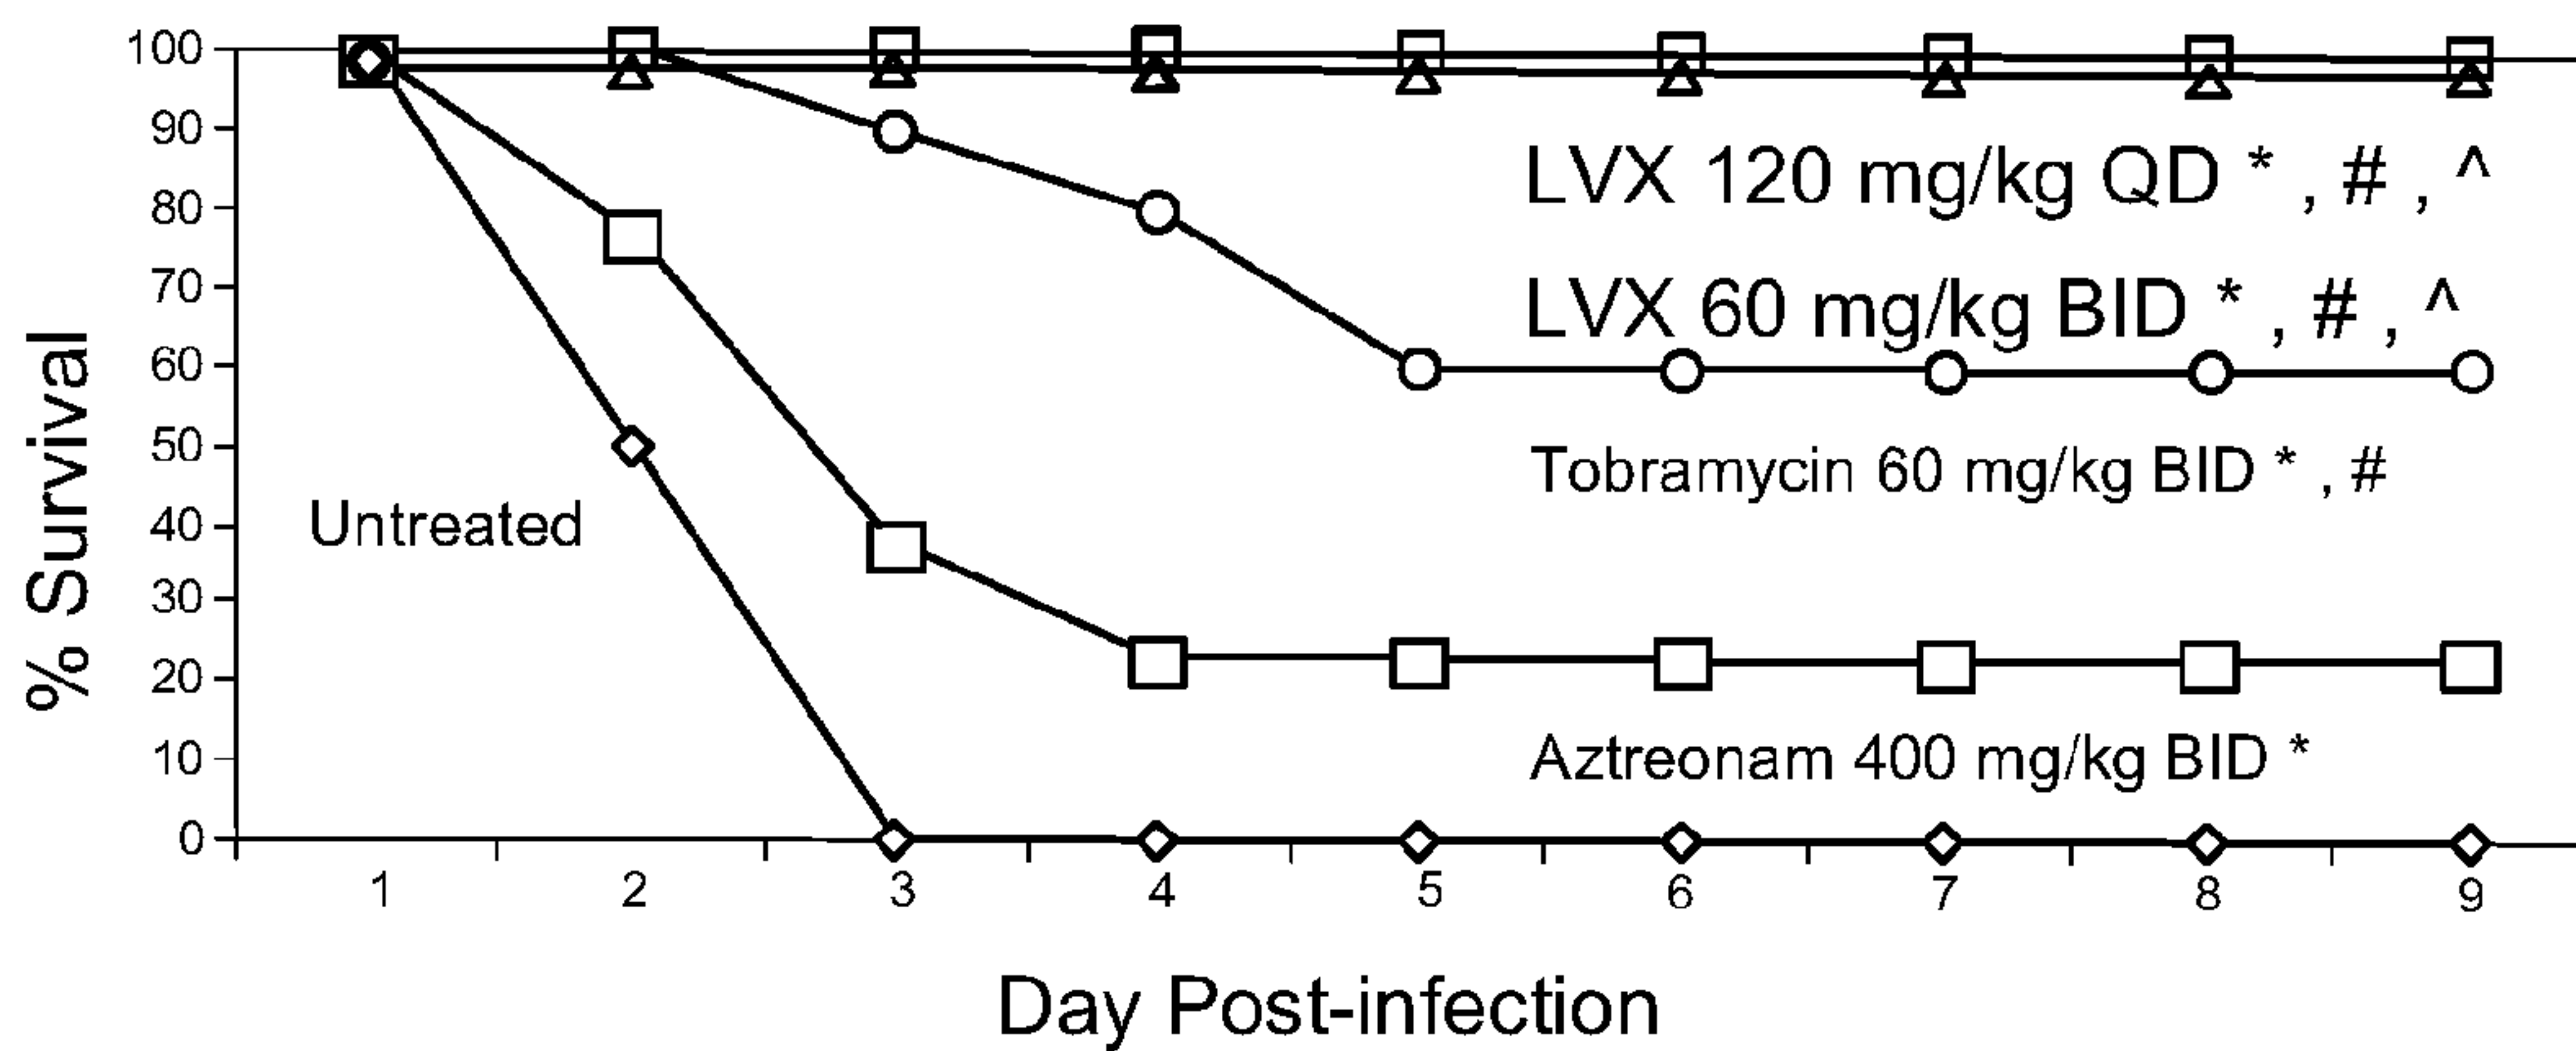 % Survival
100
90
80
70
60
50
40
30
20
10
0
LVX 120 mg/kg QD * , # , ^
LVX 60 mg/kg BID * , # , ^
Tobramycin 60 mg/kg BID * , #
Untreated
Aztreonam 400 mg/kg BID *
1 2 3 4 5 6 7 8 9
Day Post-infection